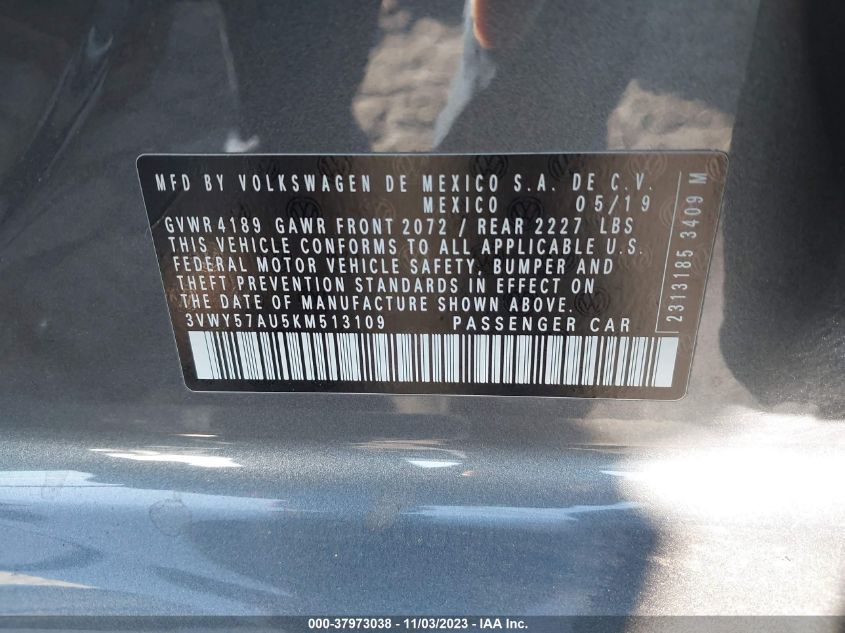 MFD BY VOLKSWAGEN DE MEXICO S.A. DE C.V.
MEXICO 05/19
GVWR 4189 GAWR FRONT 2072 / REAR 2227 LBS
THIS VEHICLE CONFORMS TO ALL APPLICABLE U.S.
FEDERAL MOTOR VEHICLE SAFETY, BUMPER AND
THEFT PREVENTION STANDARDS IN EFFECT ON
THE DATE OF MANUFACTURE SHOWN ABOVE.
3VWY57AU5KM513109 PASSENGER CAR
2313185 3409 M
000-37973038 - 11/03/2023 - IAA Inc.